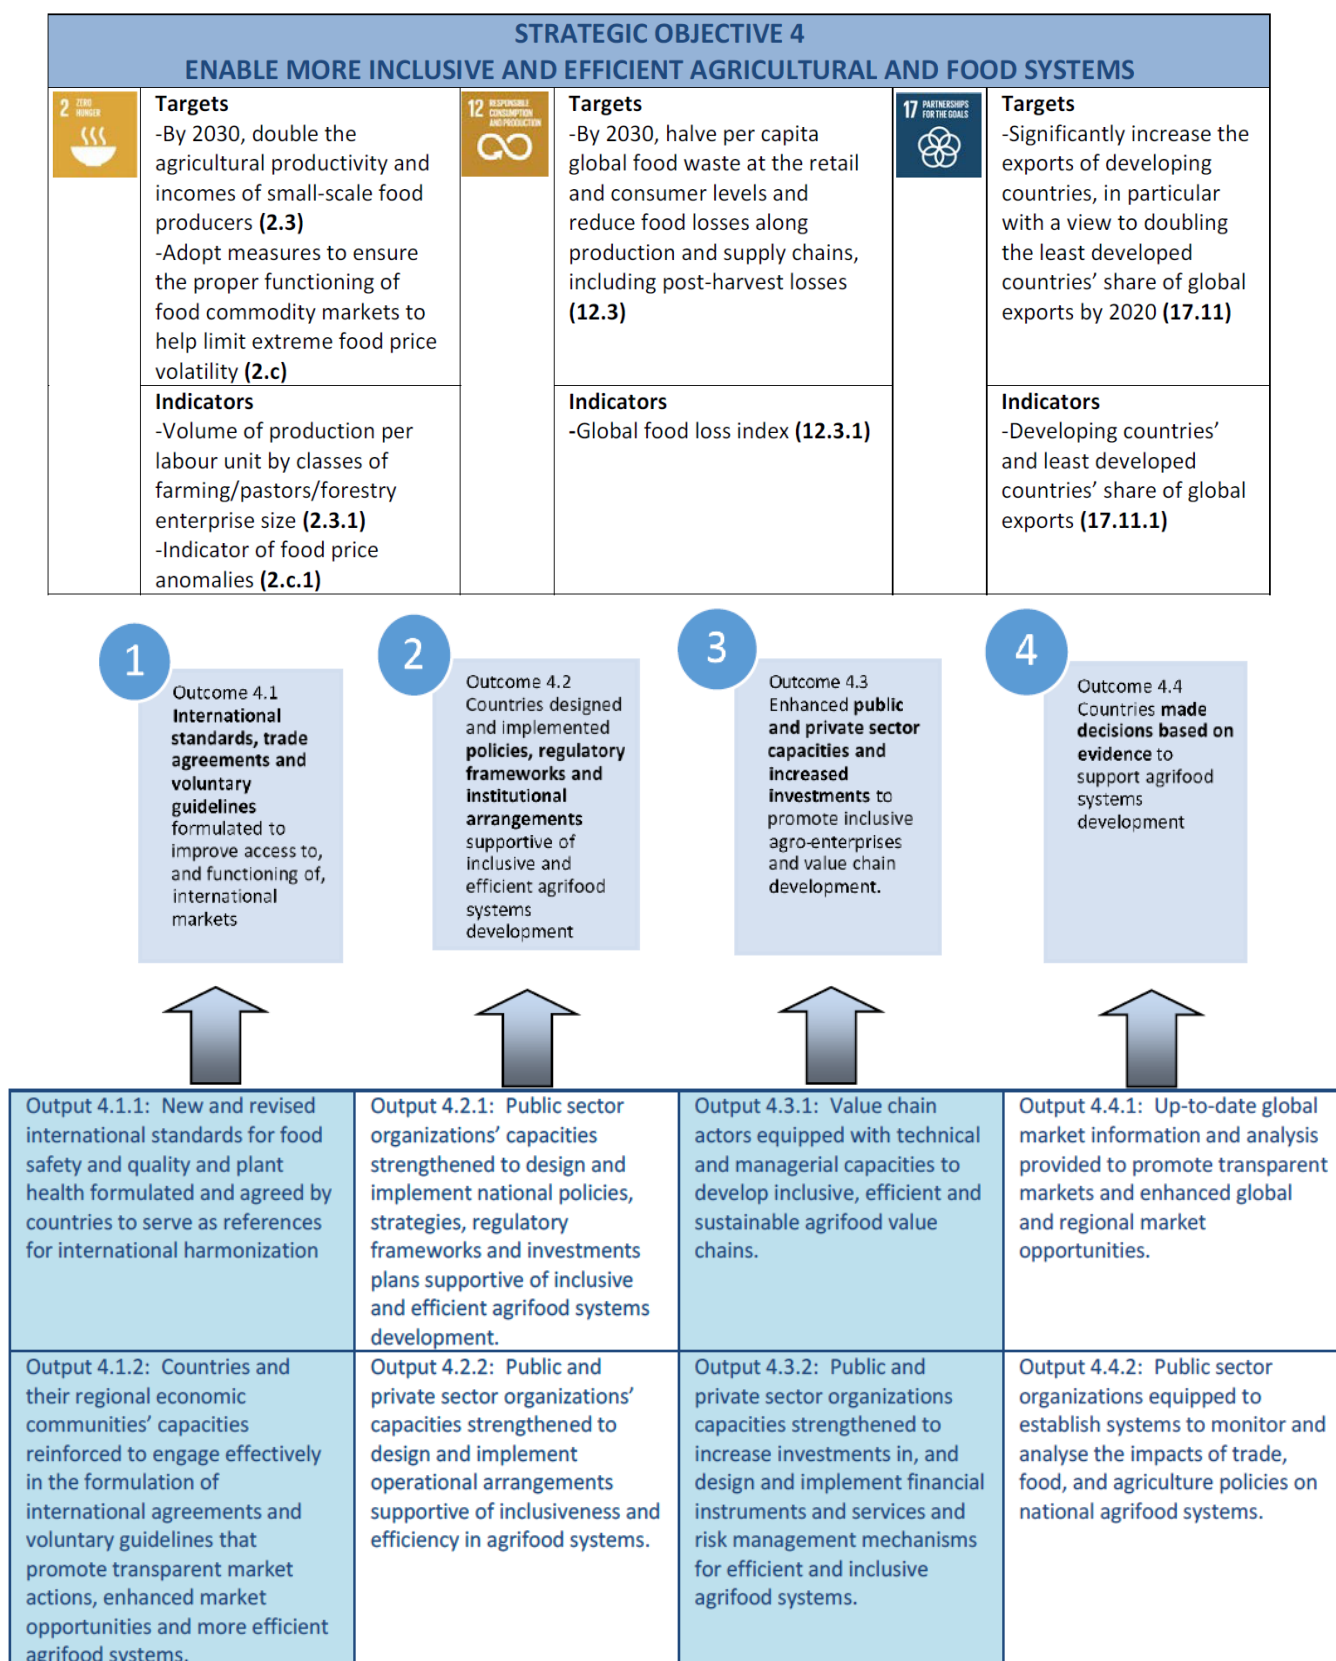 STRATEGIC OBJECTIVE 4
ENABLE MORE INCLUSIVE AND EFFICIENT AGRICULTURAL AND FOOD SYSTEMS
2 ZERO
HUNGER
Targets
-By 2030, double the
agricultural productivity and
incomes of small-scale food
producers (2.3)
-Adopt measures to ensure
the proper functioning of
food commodity markets to
help limit extreme food price
volatility (2.c)
12 RESPONSIBLE
CONSUMPTION
AND PRODUCTION
Targets
-By 2030, halve per capita
global food waste at the retail
and consumer levels and
reduce food losses along
production and supply chains,
including post-harvest losses
(12.3)
17 PARTNERSHIPS
FOR THE GOALS
Targets
-Significantly increase the
exports of developing
countries, in particular
with a view to doubling
the least developed
countries’ share of global
exports by 2020 (17.11)
Indicators
-Volume of production per
labour unit by classes of
farming/pastors/forestry
enterprise size (2.3.1)
-Indicator of food price
anomalies (2.c.1)
Indicators
-Global food loss index (12.3.1)
Indicators
-Developing countries’
and least developed
countries’ share of global
exports (17.11.1)
1
Outcome 4.1
International
standards, trade
agreements and
voluntary
guidelines
formulated to
improve access to,
and functioning of,
international
markets
2
Outcome 4.2
Countries designed
and implemented
policies, regulatory
frameworks and
institutional
arrangements
supportive of
inclusive and
efficient agrifood
systems
development
3
Outcome 4.3
Enhanced public
and private sector
capacities and
increased
investments to
promote inclusive
agro-enterprises
and value chain
development.
4
Outcome 4.4
Countries made
decisions based on
evidence to
support agrifood
systems
development
Output 4.1.1: New and revised
international standards for food
safety and quality and plant
health formulated and agreed by
countries to serve as references
for international harmonization
Output 4.2.1: Public sector
organizations’ capacities
strengthened to design and
implement national policies,
strategies, regulatory
frameworks and investments
plans supportive of inclusive
and efficient agrifood systems
development.
Output 4.3.1: Value chain
actors equipped with technical
and managerial capacities to
develop inclusive, efficient and
sustainable agrifood value
chains.
Output 4.4.1: Up-to-date global
market information and analysis
provided to promote transparent
markets and enhanced global
and regional market
opportunities.
Output 4.1.2: Countries and
their regional economic
communities’ capacities
reinforced to engage effectively
in the formulation of
international agreements and
voluntary guidelines that
promote transparent market
actions, enhanced market
opportunities and more efficient
agrifood systems.
Output 4.2.2: Public and
private sector organizations’
capacities strengthened to
design and implement
operational arrangements
supportive of inclusiveness and
efficiency in agrifood systems.
Output 4.3.2: Public and
private sector organizations
capacities strengthened to
increase investments in, and
design and implement financial
instruments and services and
risk management mechanisms
for efficient and inclusive
agrifood systems.
Output 4.4.2: Public sector
organizations equipped to
establish systems to monitor and
analyse the impacts of trade,
food, and agriculture policies on
national agrifood systems.